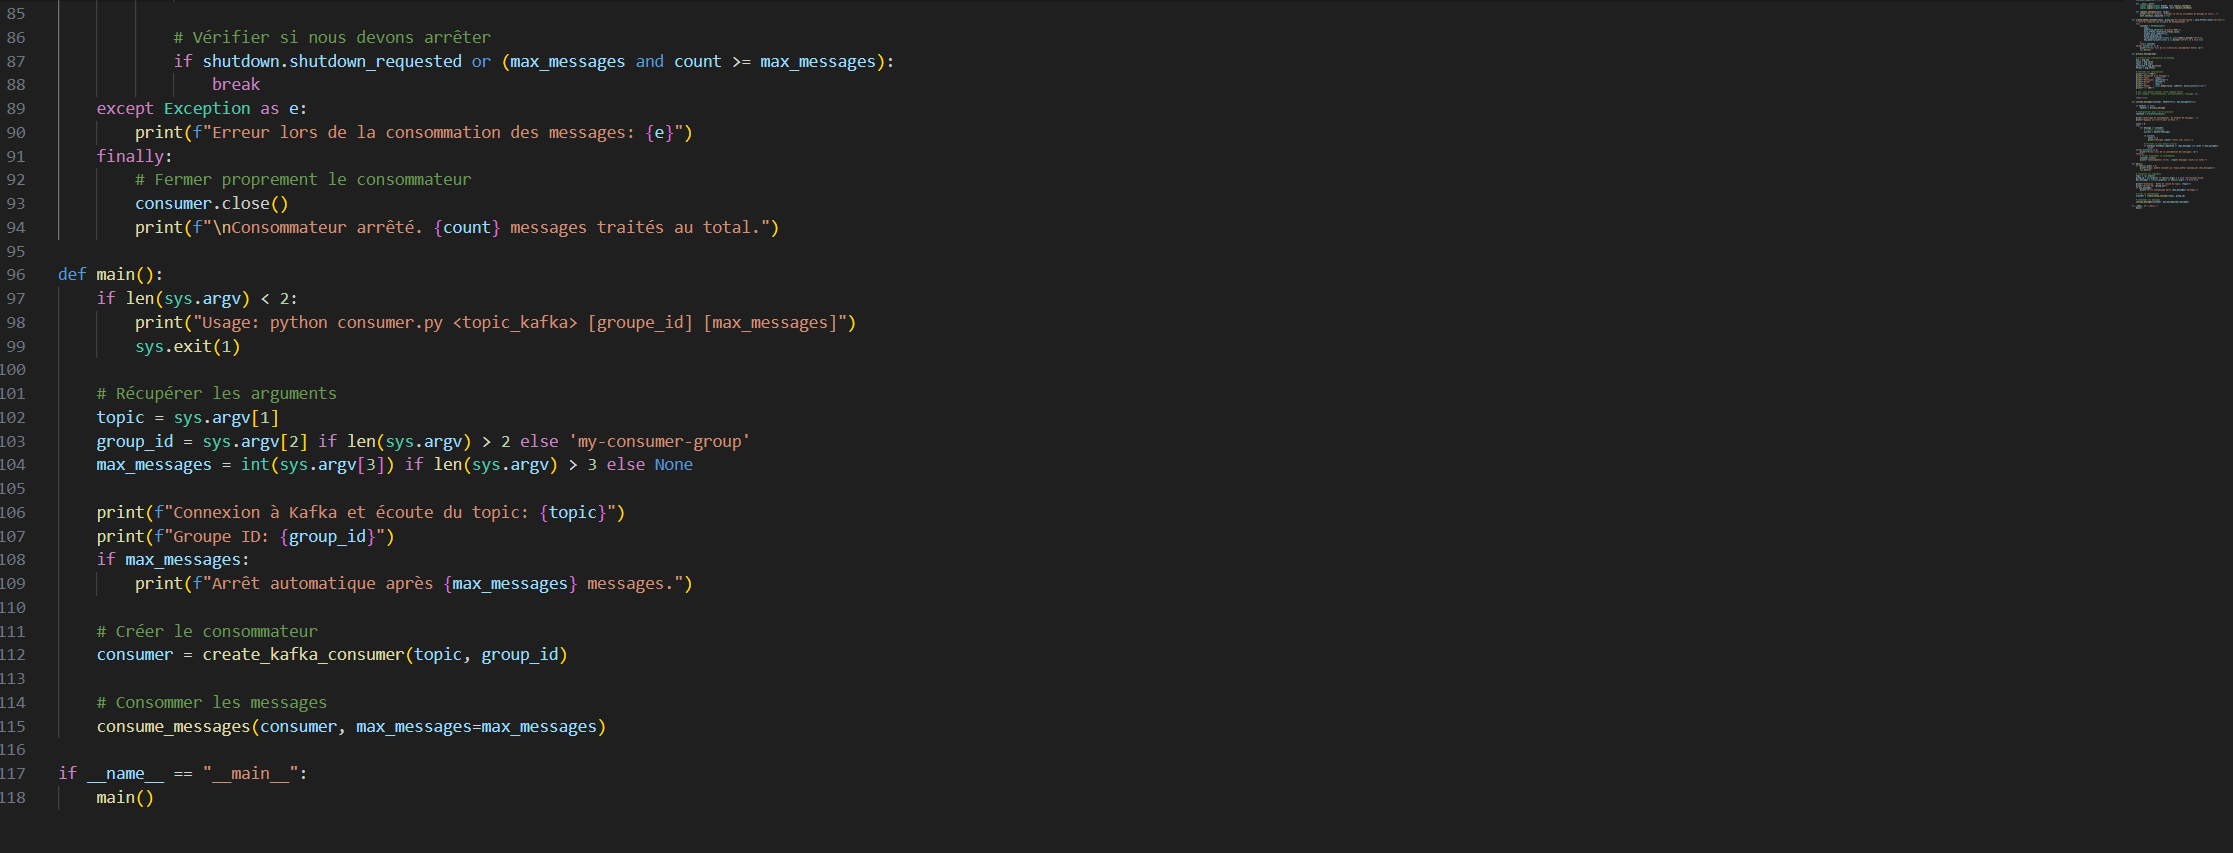 85
86 # Vérifier si nous devons arrêter
87 if shutdown.shutdown_requested or (max_messages and count >= max_messages):
88 break
89 except Exception as e:
90 print(f"Erreur lors de la consommation des messages: {e}")
91 finally:
92 # Fermer proprement le consommateur
93 consumer.close()
94 print(f"\nConsommateur arrêté. {count} messages traités au total.")
95
96 def main():
97 if len(sys.argv) < 2:
98 print("Usage: python consumer.py <topic_kafka> [groupe_id] [max_messages]")
99 sys.exit(1)
100
101 # Récupérer les arguments
102 topic = sys.argv[1]
103 group_id = sys.argv[2] if len(sys.argv) > 2 else 'my-consumer-group'
104 max_messages = int(sys.argv[3]) if len(sys.argv) > 3 else None
105
106 print(f"Connexion à Kafka et écoute du topic: {topic}")
107 print(f"Groupe ID: {group_id}")
108 if max_messages:
109 print(f"Arrêt automatique après {max_messages} messages.")
110
111 # Créer le consommateur
112 consumer = create_kafka_consumer(topic, group_id)
113
114 # Consommer les messages
115 consume_messages(consumer, max_messages=max_messages)
116
117 if __name__ == "__main__":
118 main()